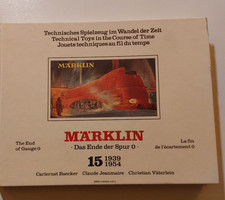 Technisches Spielzeug im Wandel der Zeit
Technical Toys in the Course of Time
Jouets techniques au fil du temps
MÄRKLIN
The End
of Gauge 0
MÄRKLIN
Das Ende der Spur 0
La fin
de l'écartement 0
15 1939
1954
Carlernst Baecker Claude Jeanmaire Christian Väterlein